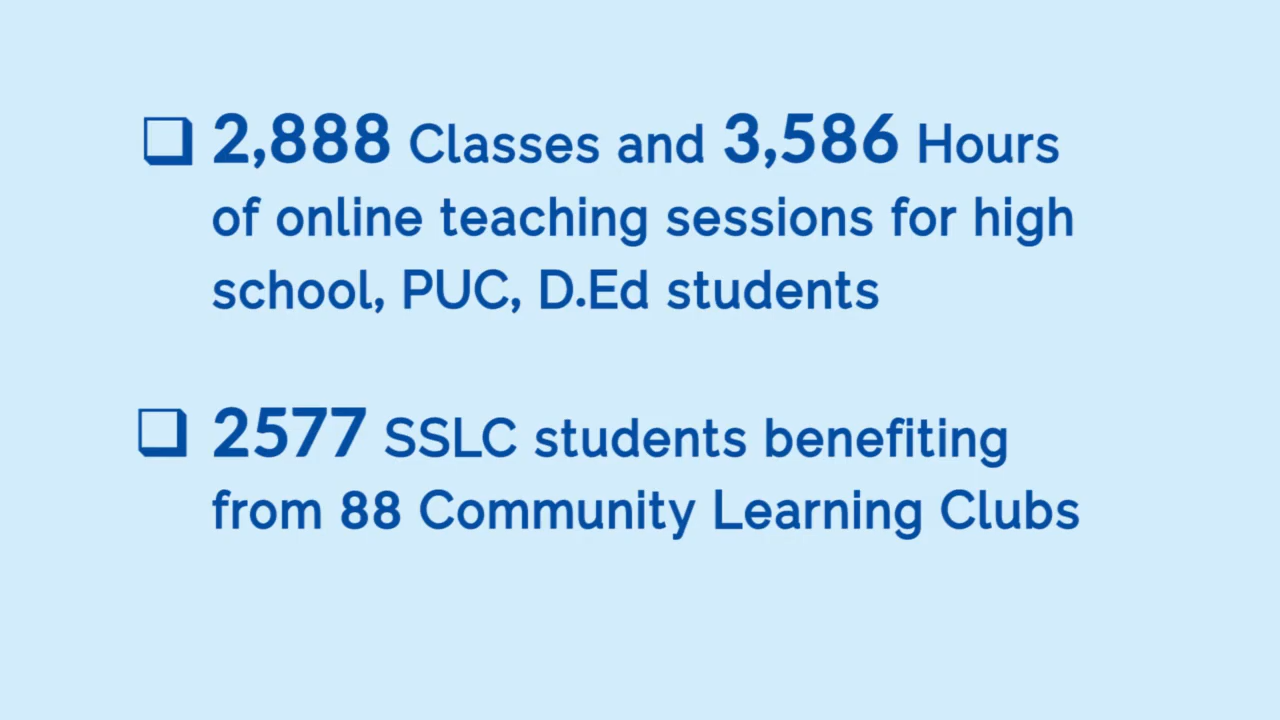 ❑ 2,888 Classes and 3,586 Hours
of online teaching sessions for high
school, PUC, D.Ed students
❑ 2577 SSLC students benefiting
from 88 Community Learning Clubs